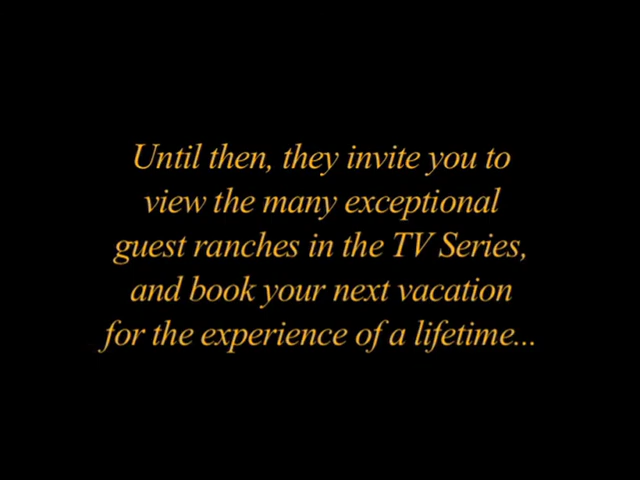 Until then, they invite you to
view the many exceptional
guest ranches in the TV Series,
and book your next vacation
for the experience of a lifetime...